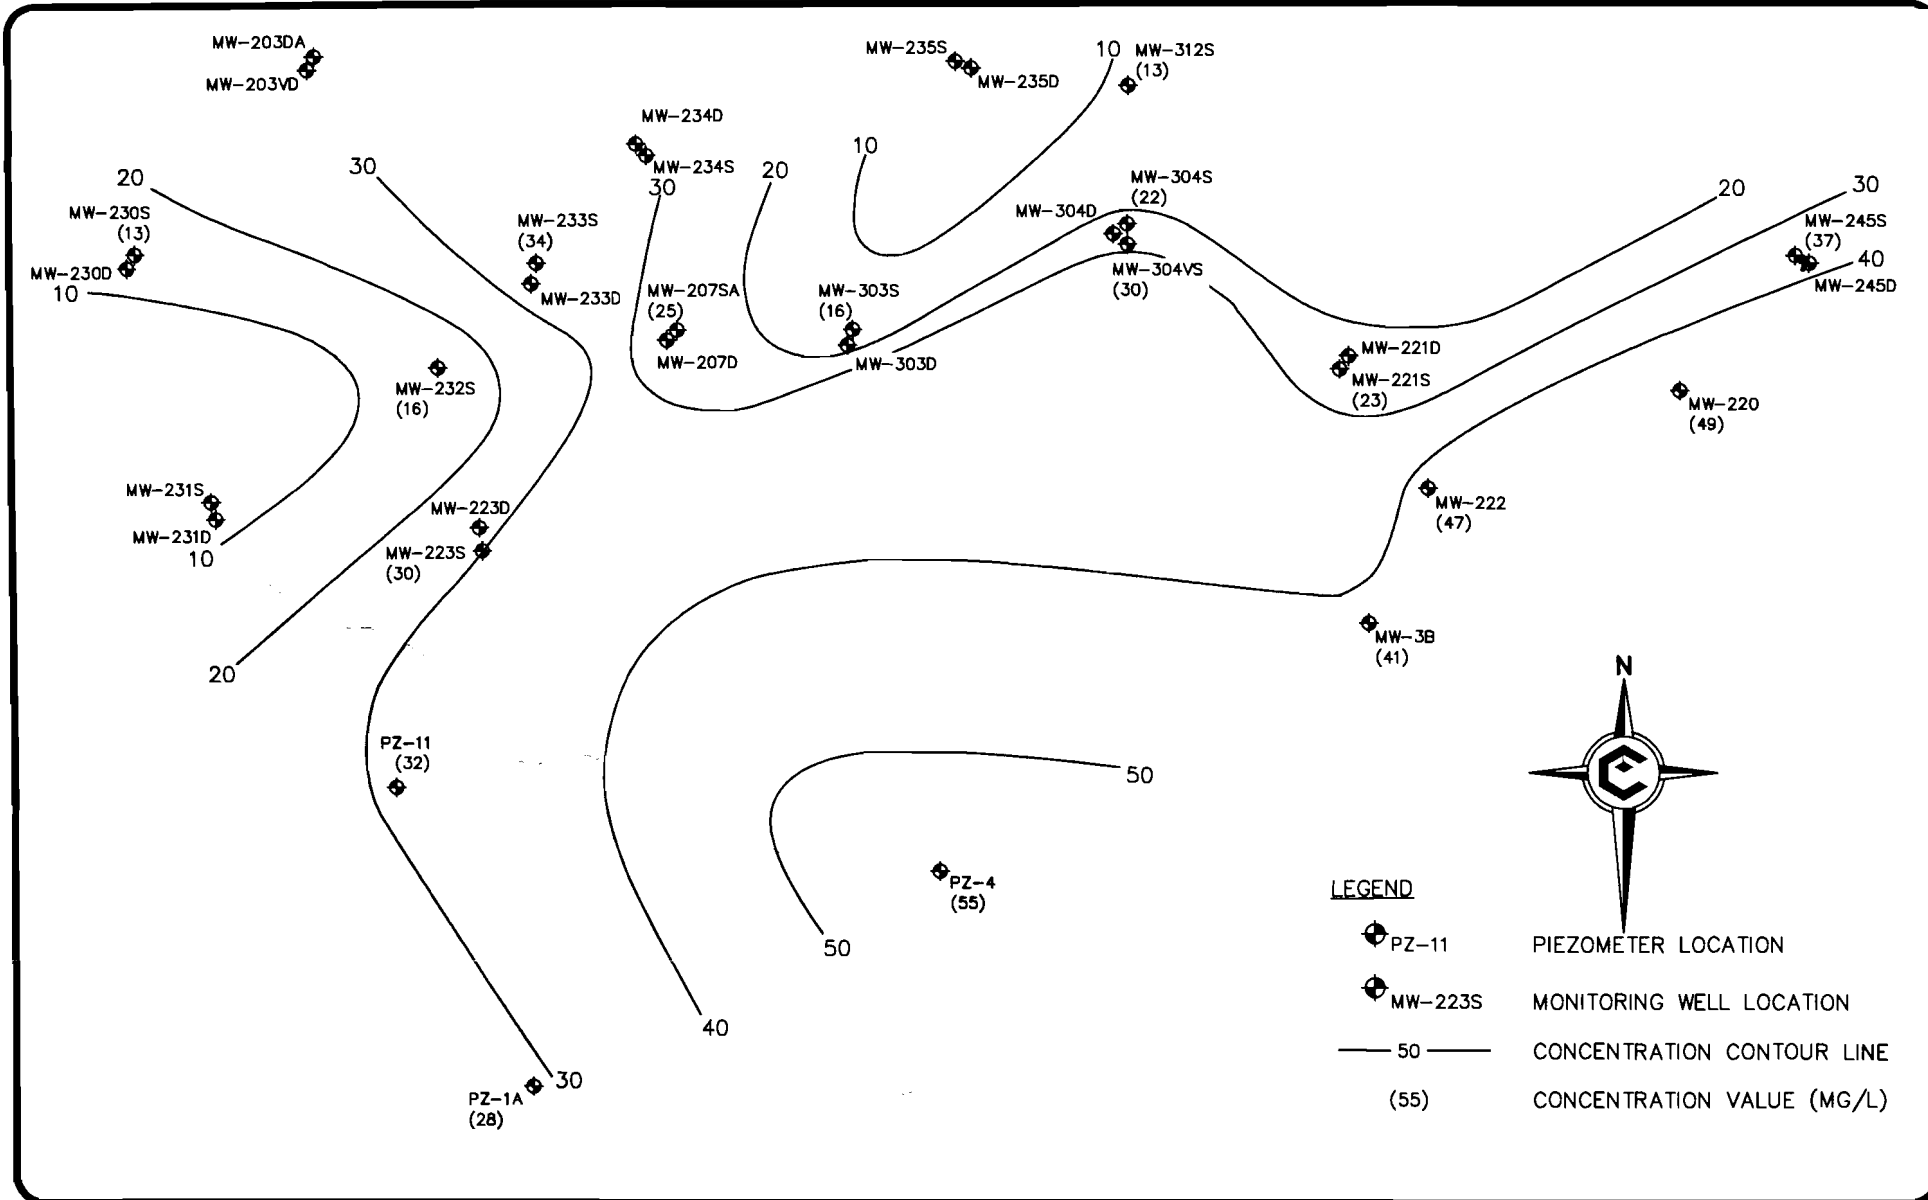 MW-203DA
MW-203VD
MW-235S
MW-235D
10
MW-312S
(13)
MW-234D
MW-234S
10
20
30
30
20
MW-304S
(22)
MW-304D
MW-304VS
(30)
20
30
MW-230S
(13)
MW-230D
10
MW-233S
(34)
MW-233D
MW-245S
(37)
40
MW-245D
MW-207SA
(25)
MW-207D
MW-303S
(16)
MW-303D
MW-221D
MW-221S
(23)
MW-232S
(16)
MW-220
(49)
MW-231S
MW-231D
10
MW-223D
MW-223S
(30)
MW-222
(47)
MW-3B
(41)
20
N
PZ-11
(32)
50
PZ-4
(55)
50
40
30
PZ-1A
(28)
LEGEND
PZ-11 PIEZOMETER LOCATION
MW-223S MONITORING WELL LOCATION
50 CONCENTRATION CONTOUR LINE
(55) CONCENTRATION VALUE (MG/L)